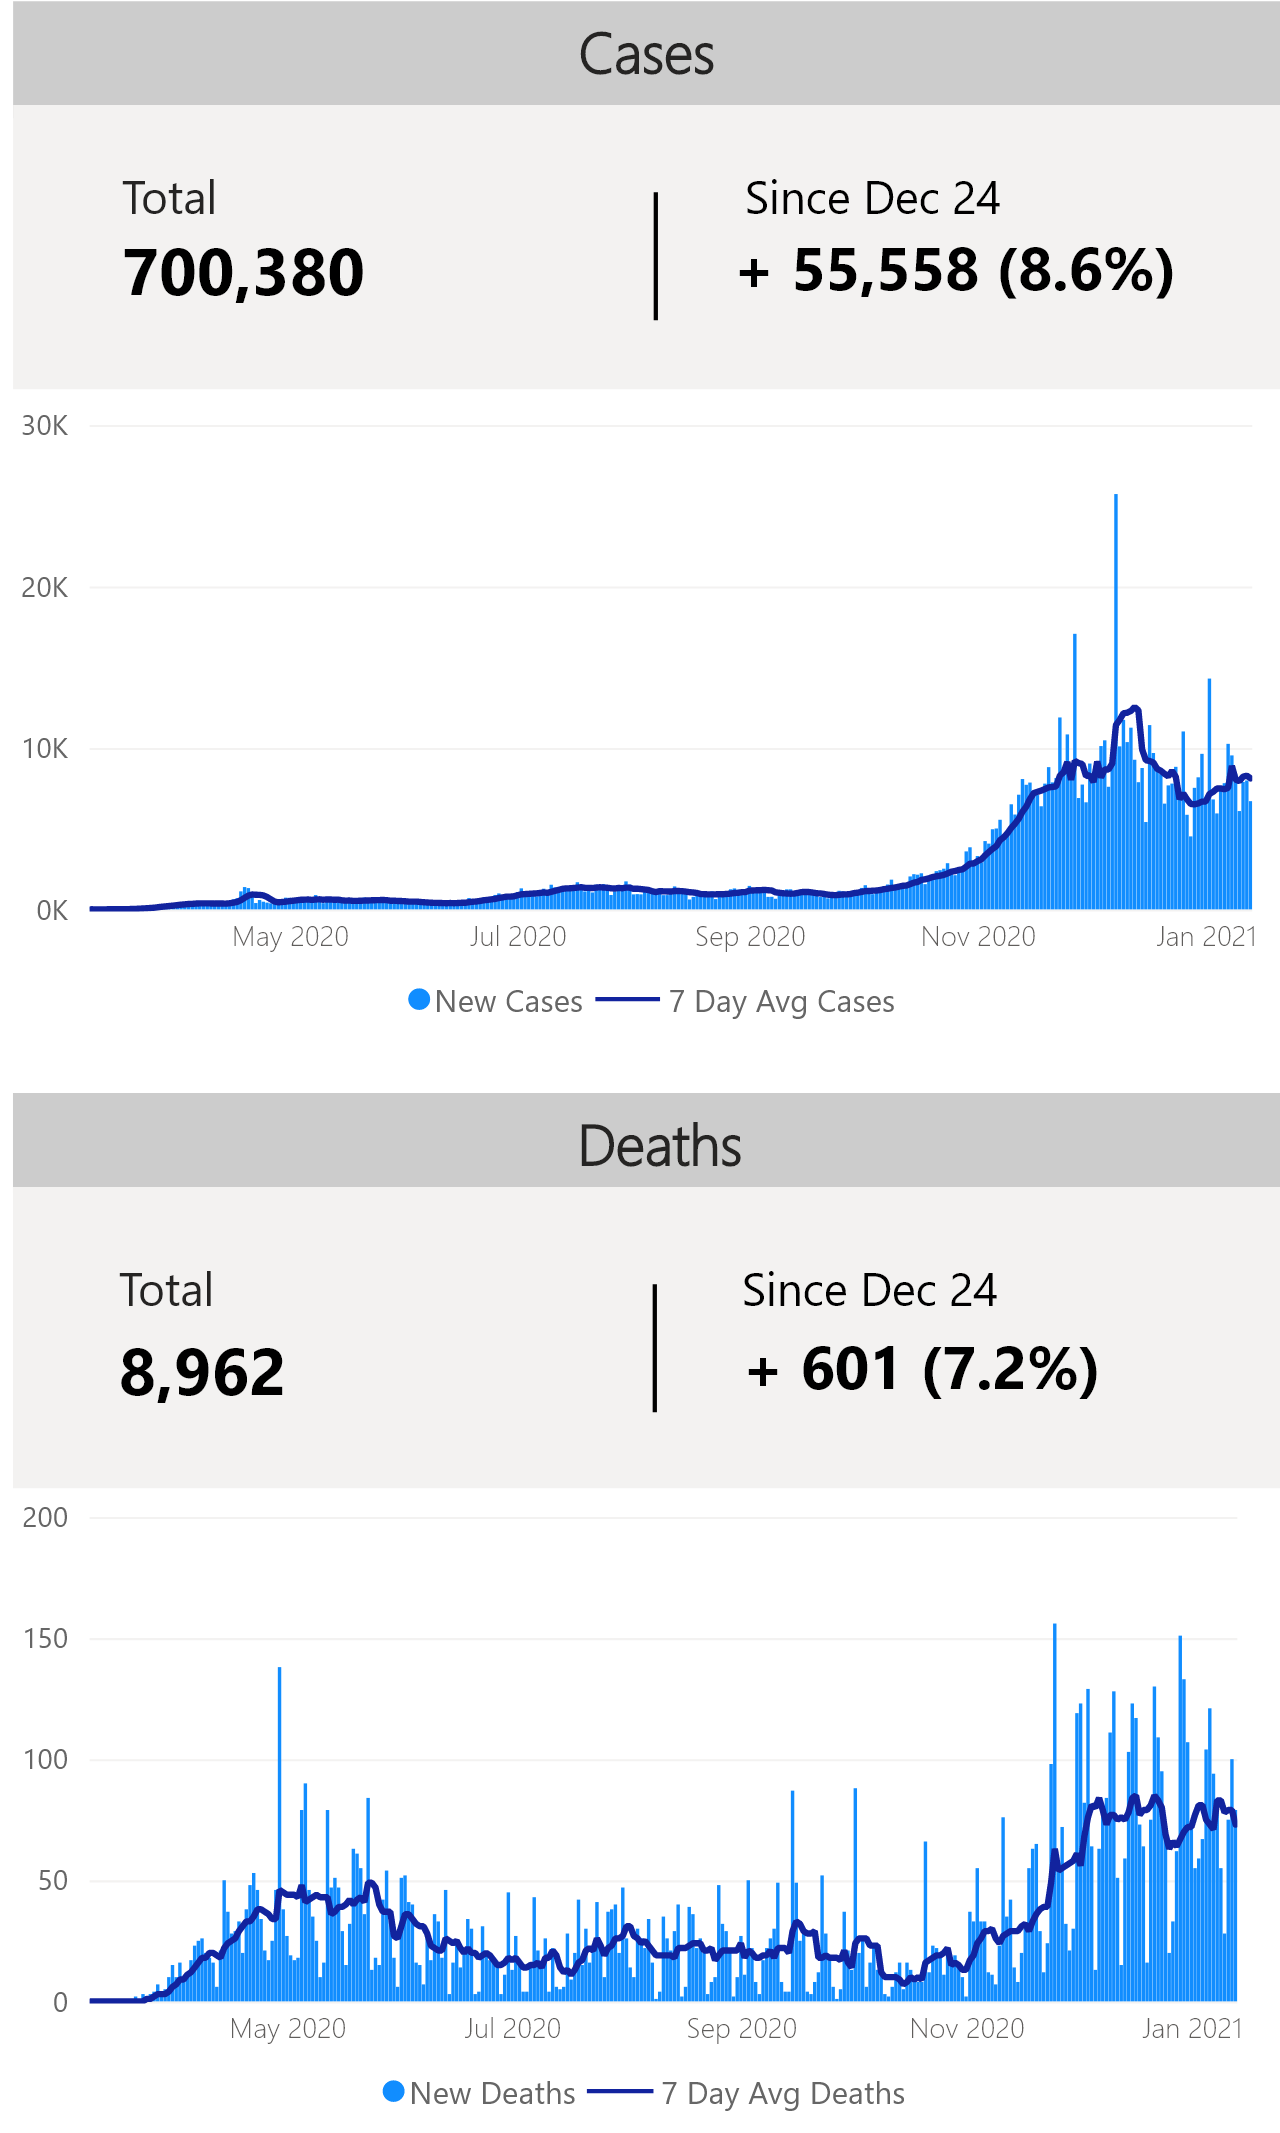 Cases
Total
Since Dec 24
700,380
+ 55,558 (8.6%)
30K
20K
10K
0K
May 2020
Jul 2020
Sep 2020
Nov 2020
Jan 2021
New Cases
7 Day Avg Cases
Deaths
Total
Since Dec 24
8,962
+ 601 (7.2%)
200
150
100
50
0
May 2020
Jul 2020
Sep 2020
Nov 2020
Jan 2021
New Deaths
7 Day Avg Deaths